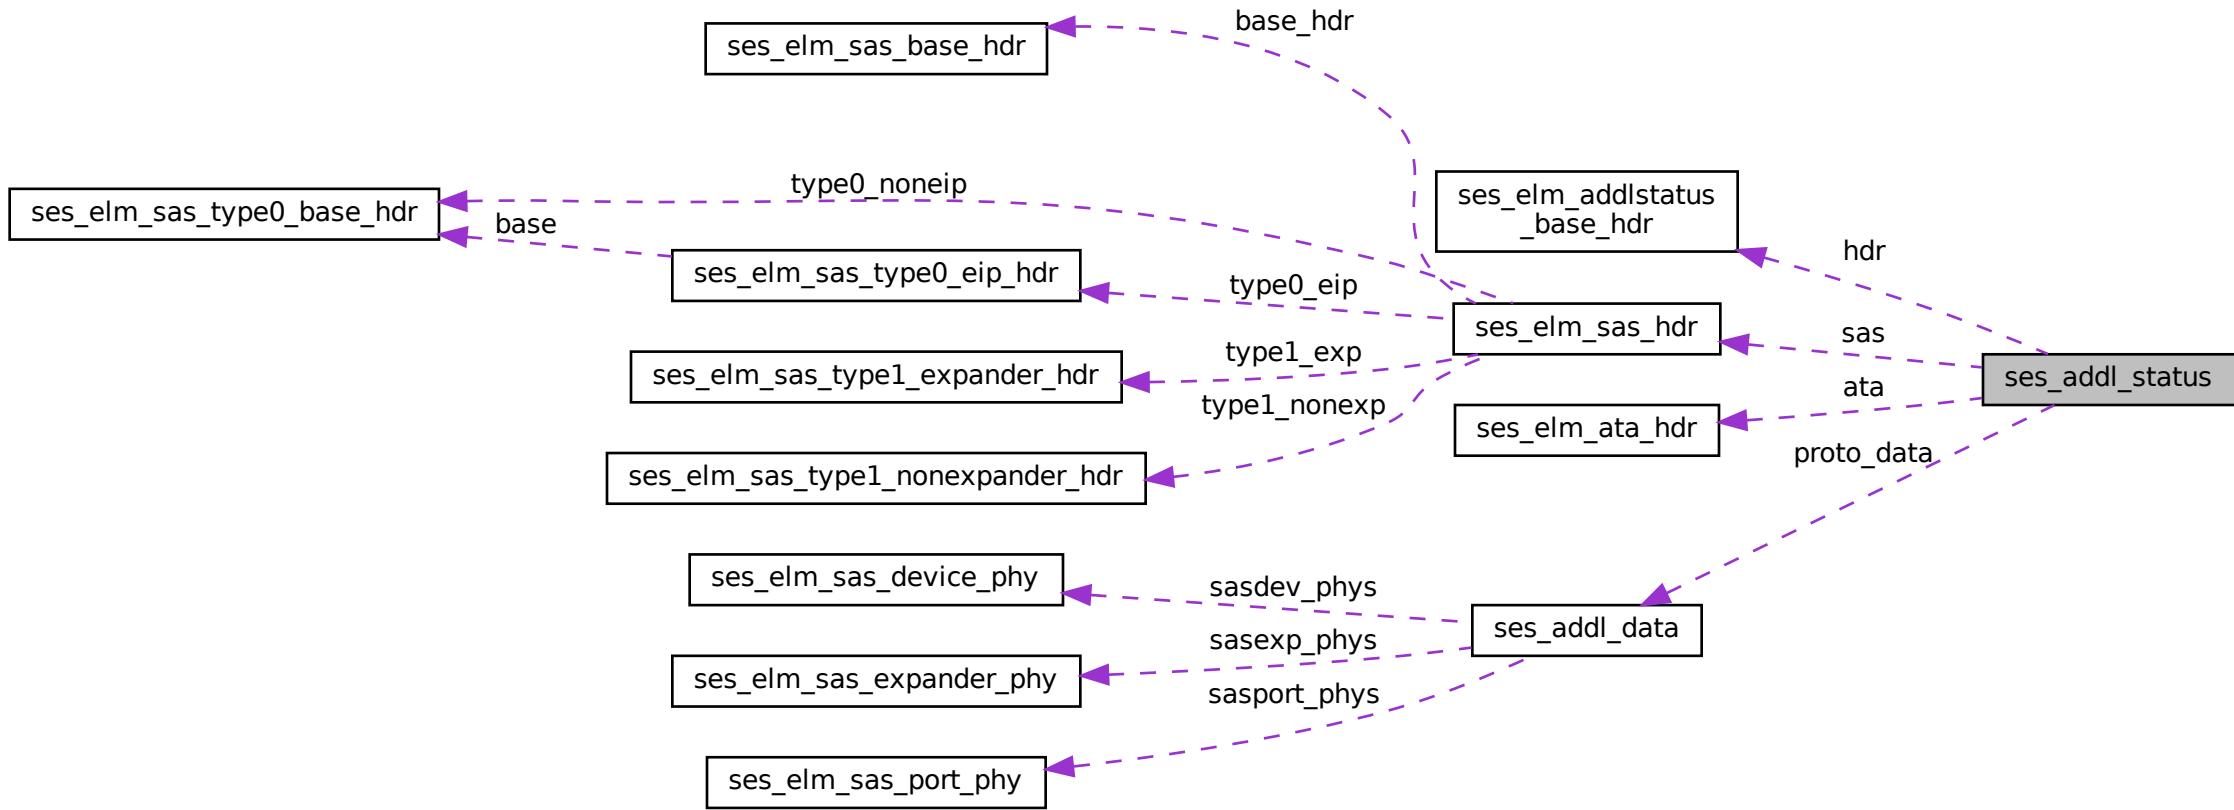 base_hdr
ses_elm_sas_base_hdr
type0_noneip
ses_elm_addlstatus
_base_hdr
ses_elm_sas_type0_base_hdr
base
hdr
ses_elm_sas_type0_eip_hdr
type0_eip
ses_elm_sas_hdr
sas
type1_exp
ses_elm_sas_type1_expander_hdr
ses_addl_status
ata
type1_nonexp
ses_elm_ata_hdr
proto_data
ses_elm_sas_type1_nonexpander_hdr
ses_elm_sas_device_phy
sasdev_phys
ses_addl_data
sasexp_phys
ses_elm_sas_expander_phy
sasport_phys
ses_elm_sas_port_phy